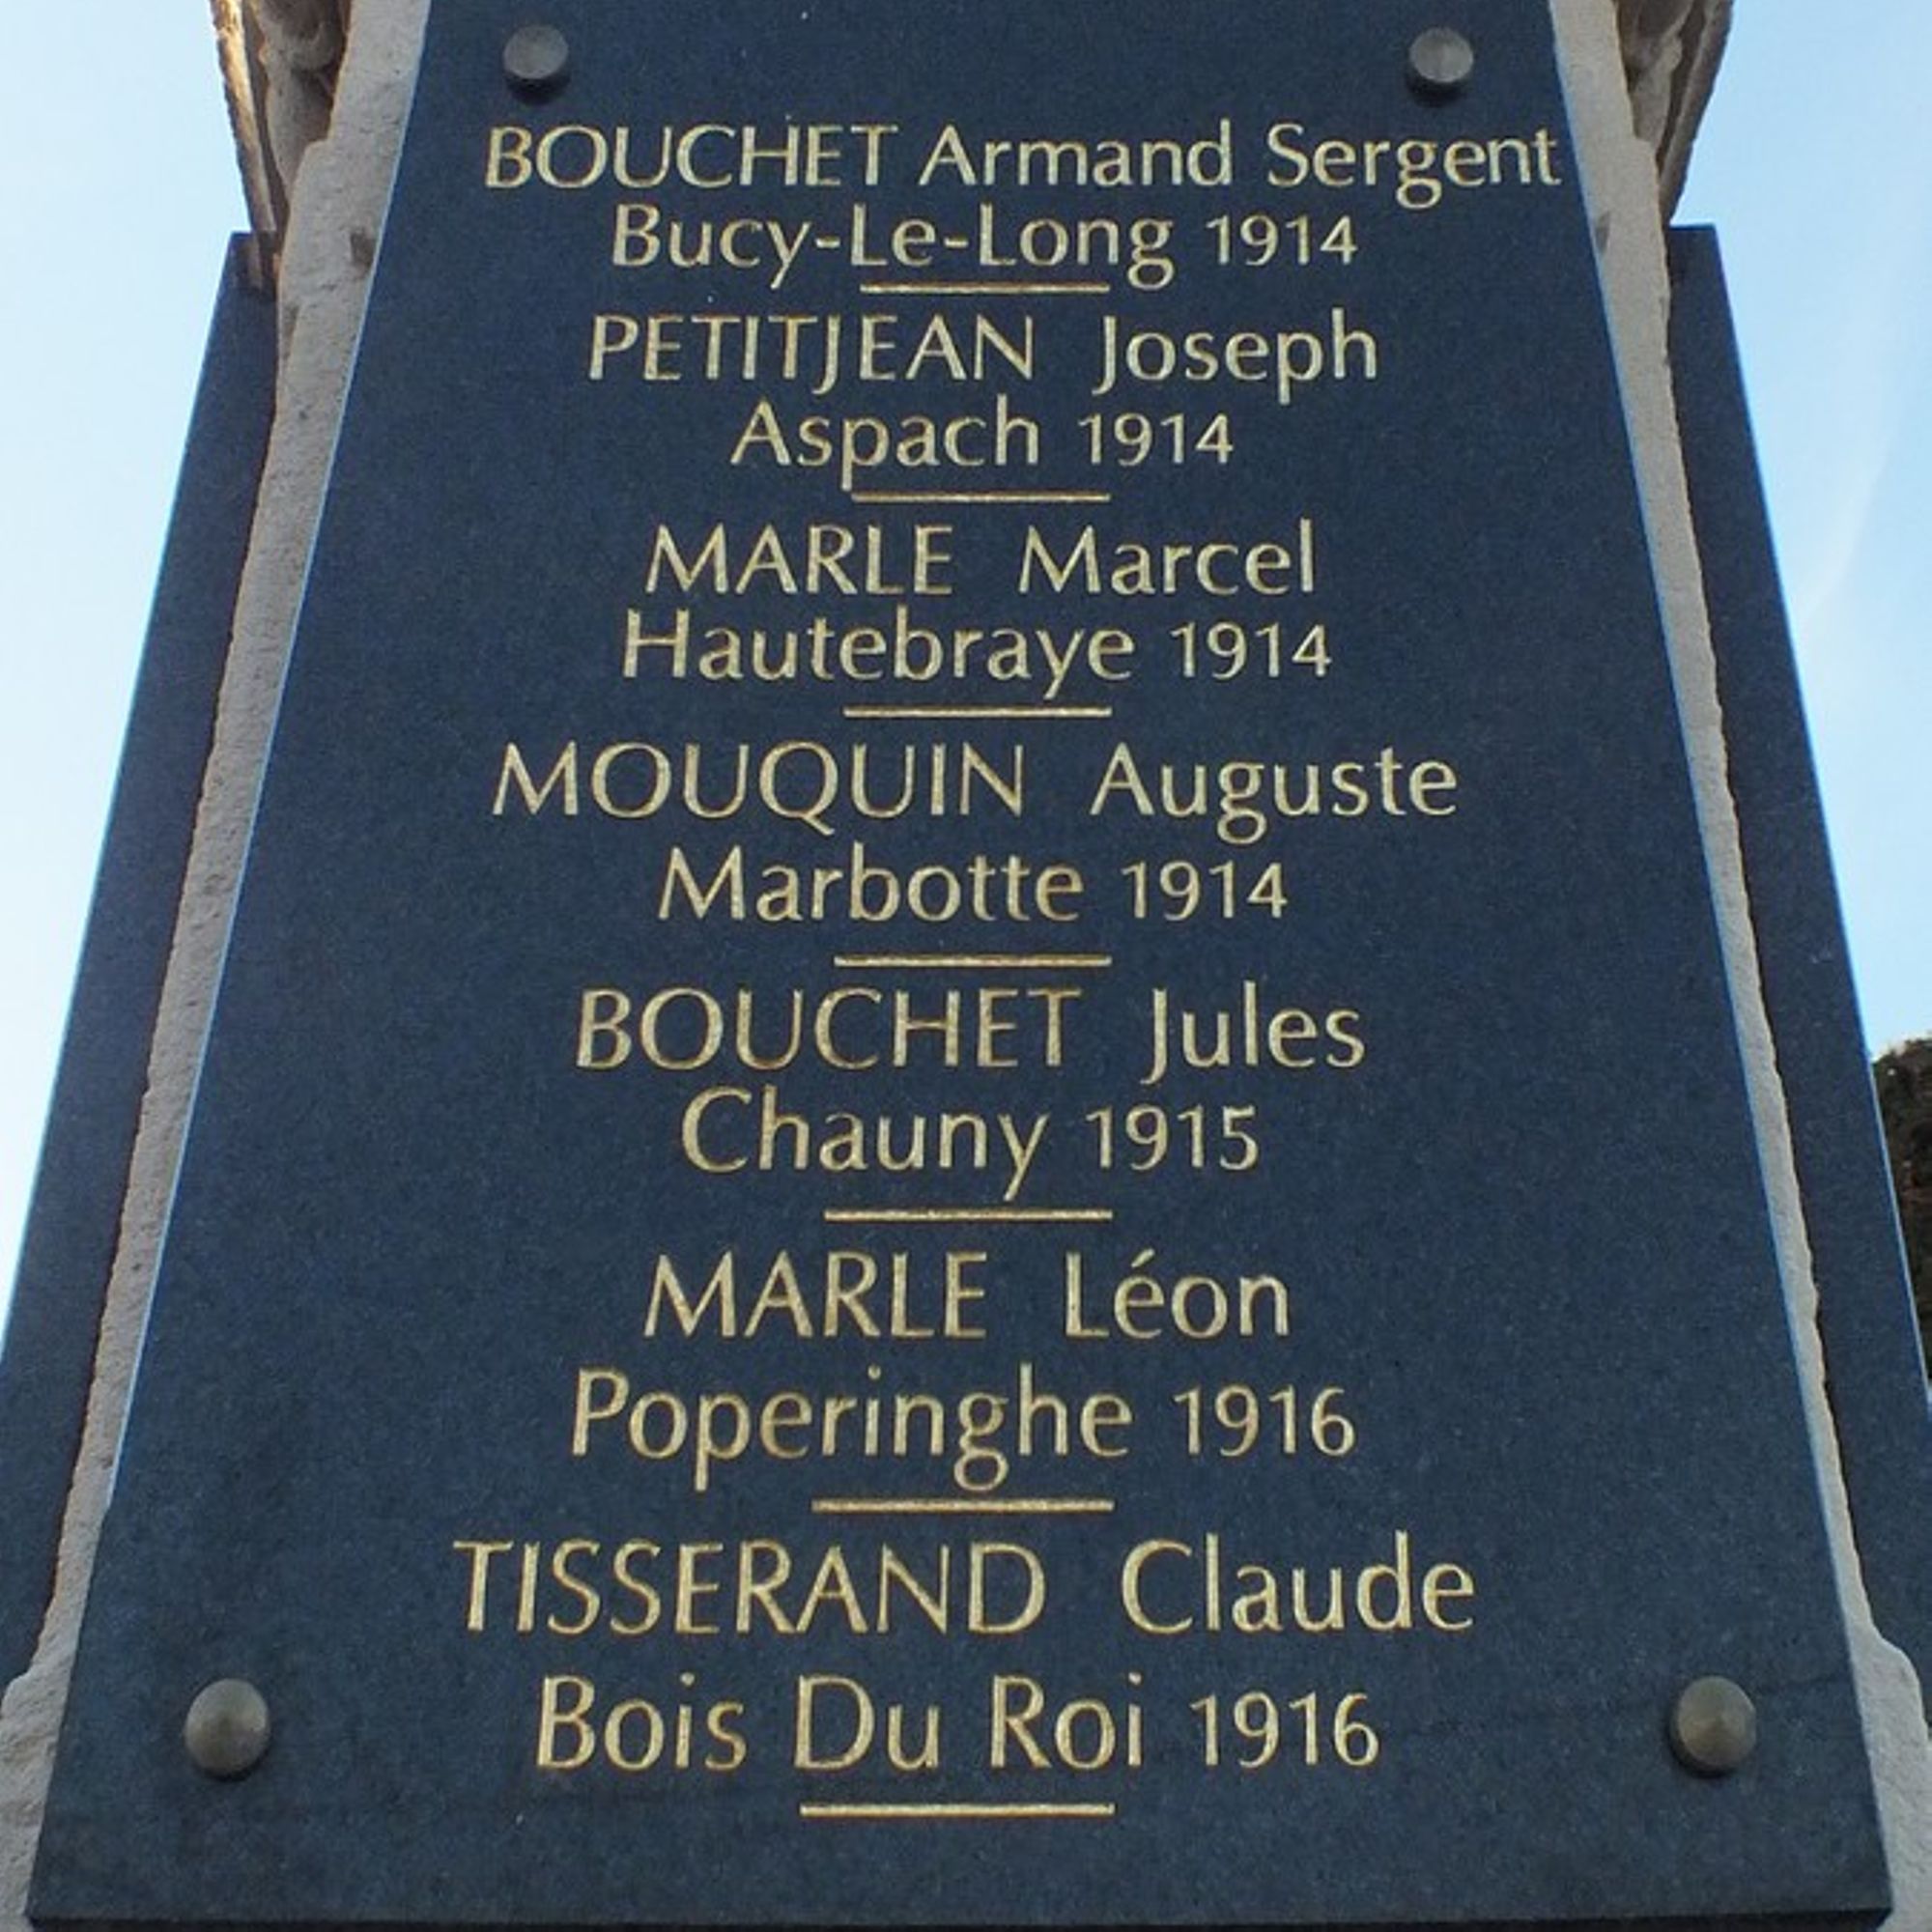 BOUCHET Armand Sergent
Bucy-Le-Long 1914
PETITJEAN Joseph
Aspach 1914
MARLE Marcel
Hautebraye 1914
MOUQUIN Auguste
Marbotte 1914
BOUCHET Jules
Chauny 1915
MARLE Léon
Poperinghe 1916
TISSERAND Claude
Bois Du Roi 1916